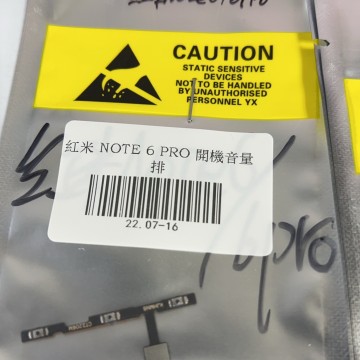 CAUTION
STATIC SENSITIVE
DEVICES
NOT TO BE HANDLED
BY UNAUTHORISED
PERSONNEL YX
紅米 NOTE 6 PRO 開機音量
排
22.07-16
6pro